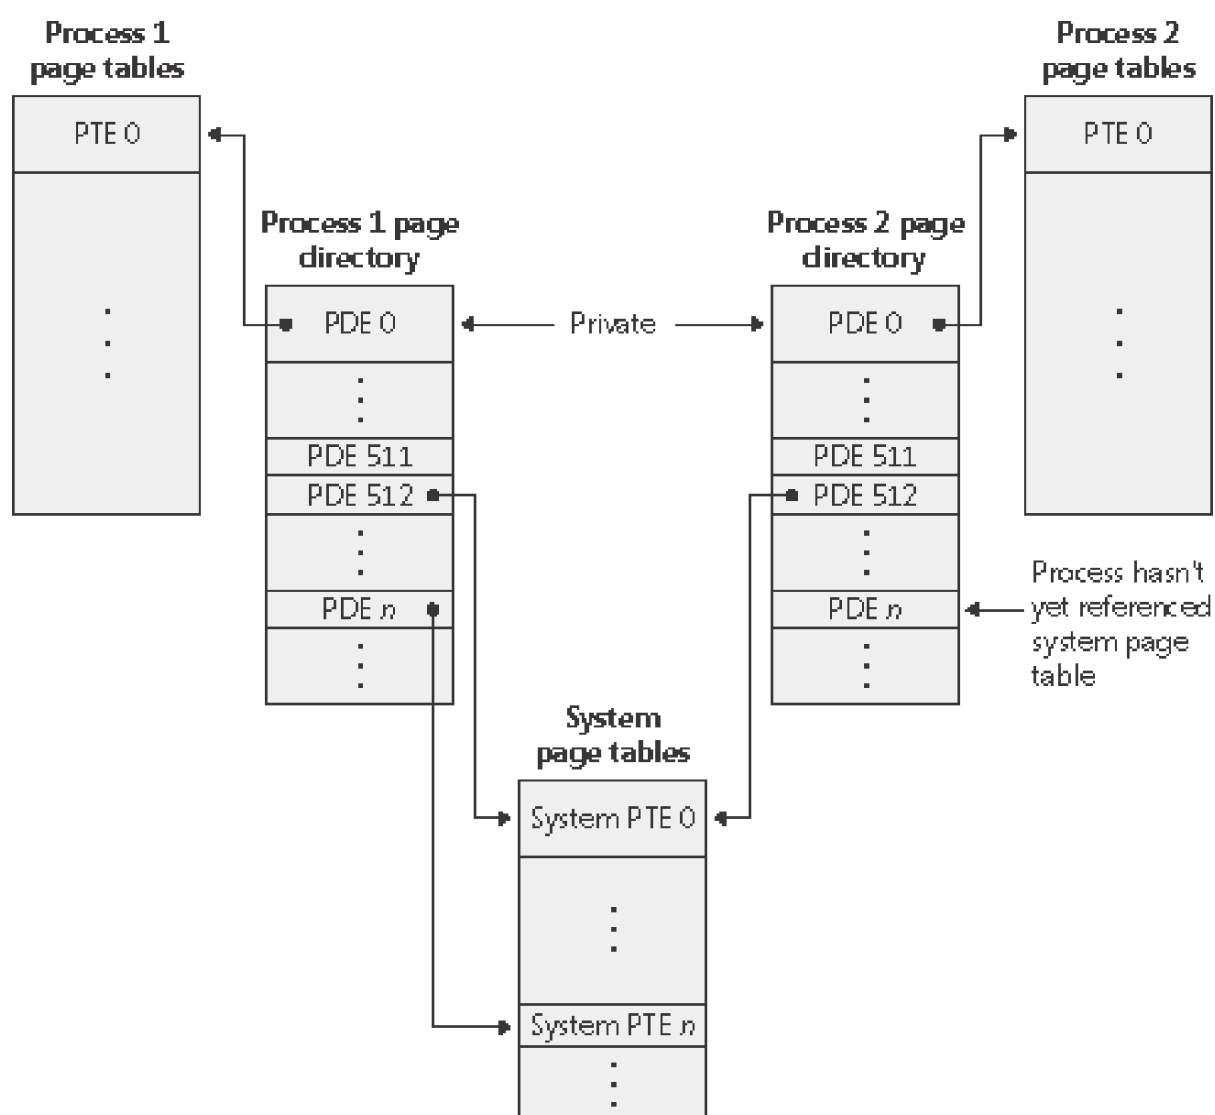 Process 1
page tables
Process 2
page tables
PTE 0
PTE 0
Process 1 page
directory
Process 2 page
directory
PDE 0
Private
PDE 0
PDE 511
PDE 511
PDE 512
PDE 512
Process hasn't
yet referenced
system page
table
PDE n
PDE n
System
page tables
System PTE 0
System PTE n